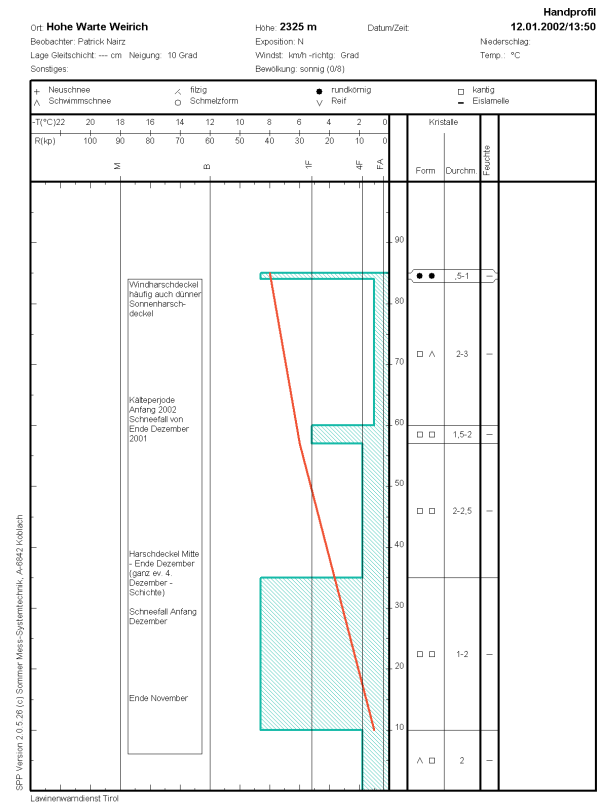 Handprofil
Ort: Hohe Warte Weirich Höhe: 2325 m Datum/Zeit: 12.01.2002/13:50
Beobachter: Patrick Nairz Exposition: N Niederschlag:
Lage Gleitschicht: --- cm Neigung: 10 Grad Windst: km/h -richtg: Grad Temp.: °C
Sonstiges: Bewölkung: sonnig (0/8)
+ Neuschnee filzig ● rundkörnig □ kantig
∧ Schwimmschnee ○ Schmelzform ∨ Reif – Eislamelle
-T(°C)22 20 18 16 14 12 10 8 6 4 2 0 Kristalle
R(kp) 100 90 80 70 60 50 40 30 20 10 0
M B 1F 4F FA Form Durchm. Feuchte
90
● ● ,5-1 –
Windharschdeckel
häufig auch dünner
Sonnenharsch-
deckel
80
□ ∧ 2-3 –
70
Kälteperjode
Anfang 2002
Schneefall von
Ende Dezember
2001
60
□ □ 1,5-2 –
50
□ □ 2-2,5 –
40
Harschdeckel Mitte
- Ende Dezember
(ganz ev. 4.
Dezember -
Schichte)
30
Schneefall Anfang
Dezember
□ □ 1-2 –
20
Ende November
10
∧ □ 2 –
SPP Version 2.0.5.26 (c) Sommer Mess-Systemtechnik, A-6842 Koblach
Lawinenwarndienst Tirol